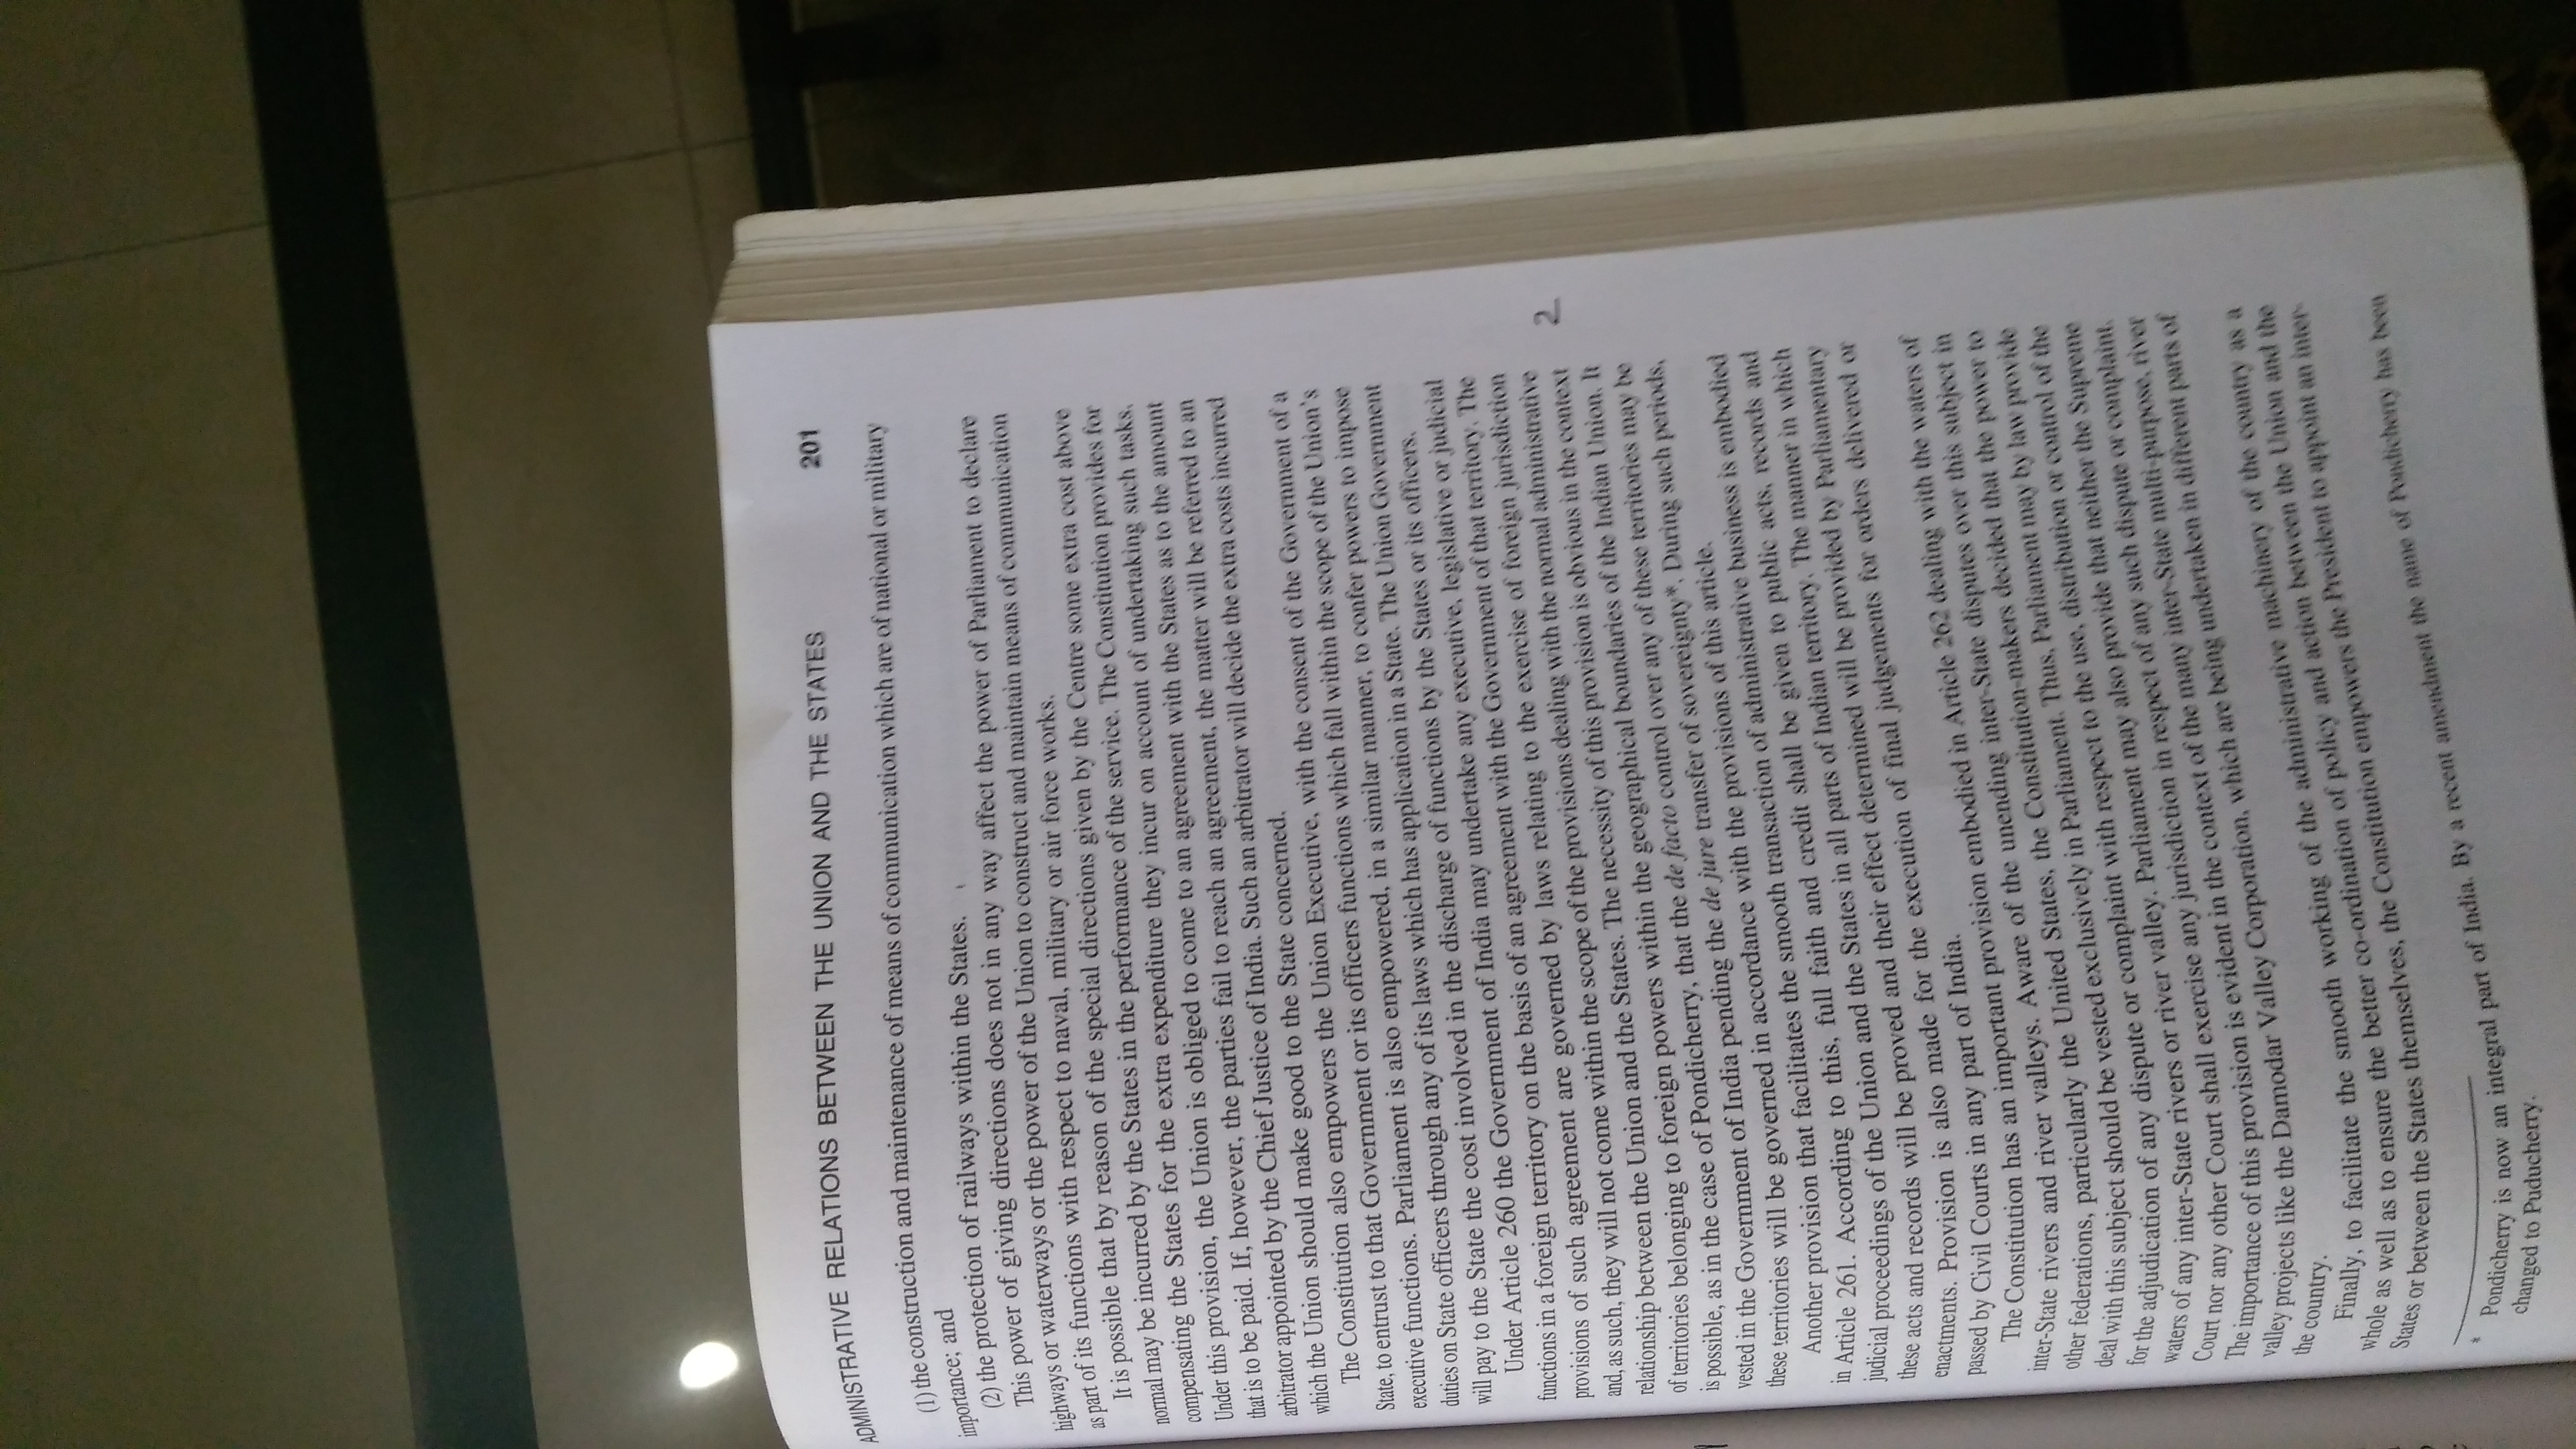 ADMINISTRATIVE RELATIONS BETWEEN THE UNION AND THE STATES 201
(1) the construction and maintenance of means of communication which are of national or military
importance; and
(2) the protection of railways within the States.
This power of giving directions does not in any way affect the power of Parliament to declare
highways or waterways or the power of the Union to construct and maintain means of communication
as part of its functions with respect to naval, military or air force works.
It is possible that by reason of the special directions given by the Centre some extra cost above
normal may be incurred by the States in the performance of the service. The Constitution provides for
compensating the States for the extra expenditure they incur on account of undertaking such tasks.
Under this provision, the Union is obliged to come to an agreement with the States as to the amount
that is to be paid. If, however, the parties fail to reach an agreement, the matter will be referred to an
arbitrator appointed by the Chief Justice of India. Such an arbitrator will decide the extra costs incurred
which the Union should make good to the State concerned.
The Constitution also empowers the Union Executive, with the consent of the Government of a
State, to entrust to that Government or its officers functions which fall within the scope of the Union's
executive functions. Parliament is also empowered, in a similar manner, to confer powers to impose
duties on State officers through any of its laws which has application in a State. The Union Government
will pay to the State the cost involved in the discharge of functions by the States or its officers.
Under Article 260 the Government of India may undertake any executive, legislative or judicial
functions in a foreign territory on the basis of an agreement with the Government of that territory. The
provisions of such agreement are governed by laws relating to the exercise of foreign jurisdiction
and, as such, they will not come within the scope of the provisions dealing with the normal administrative
relationship between the Union and the States. The necessity of this provision is obvious in the context
of territories belonging to foreign powers within the geographical boundaries of the Indian Union. It
is possible, as in the case of Pondicherry, that the de facto control over any of these territories may be
vested in the Government of India pending the de jure transfer of sovereignty*. During such periods,
these territories will be governed in accordance with the provisions of this article.
Another provision that facilitates the smooth transaction of administrative business is embodied
in Article 261. According to this, full faith and credit shall be given to public acts, records and
judicial proceedings of the Union and the States in all parts of Indian territory. The manner in which
these acts and records will be proved and their effect determined will be provided by Parliamentary
enactments. Provision is also made for the execution of final judgements for orders delivered or
passed by Civil Courts in any part of India.
The Constitution has an important provision embodied in Article 262 dealing with the waters of
inter-State rivers and river valleys. Aware of the unending inter-State disputes over this subject in
other federations, particularly the United States, the Constitution-makers decided that the power to
deal with this subject should be vested exclusively in Parliament. Thus, Parliament may by law provide
for the adjudication of any dispute or complaint with respect to the use, distribution or control of the
waters of any inter-State rivers or river valley. Parliament may also provide that neither the Supreme
Court nor any other Court shall exercise any jurisdiction in respect of any such dispute or complaint.
The importance of this provision is evident in the context of the many inter-State multi-purpose, river
valley projects like the Damodar Valley Corporation, which are being undertaken in different parts of
the country.
Finally, to facilitate the smooth working of the administrative machinery of the country as a
whole as well as to ensure the better co-ordination of policy and action between the Union and the
States or between the States themselves, the Constitution empowers the President to appoint an inter-
* Pondicherry is now an integral part of India. By a recent amendment the name of Pondicherry has been
changed to Puducherry.
2